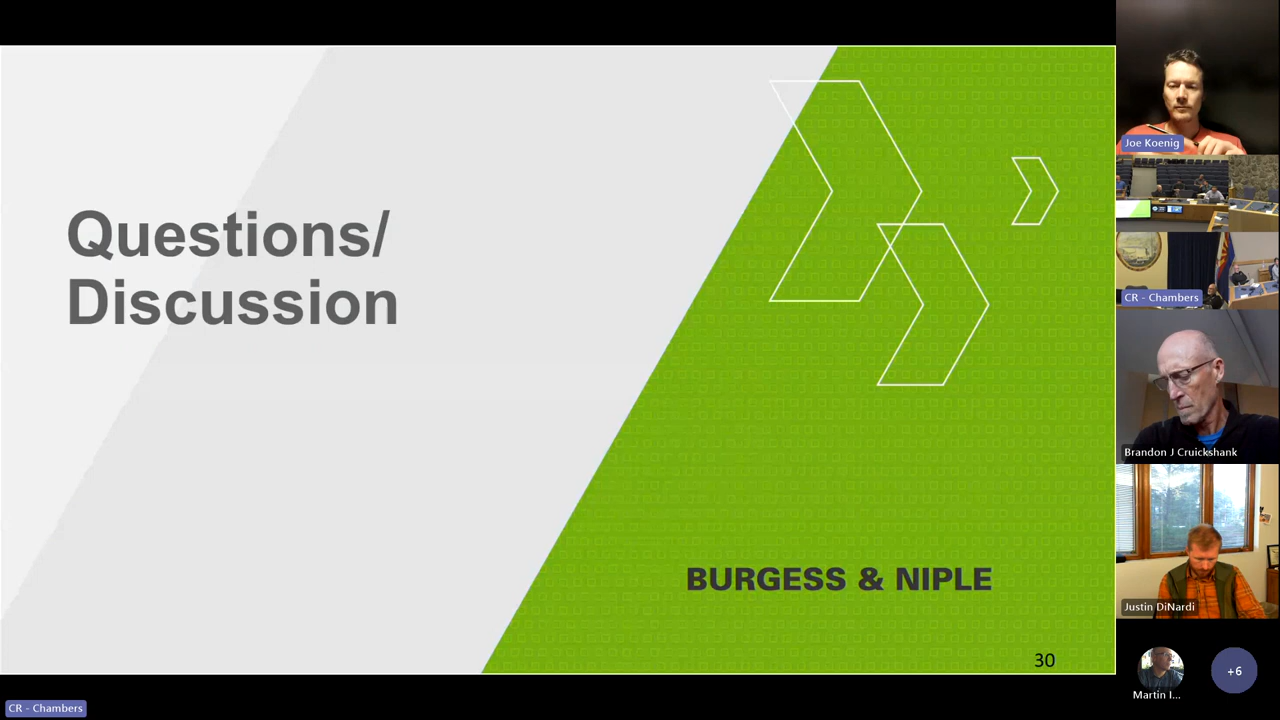 Questions/
Discussion
BURGESS & NIPLE
30
CR - Chambers
Joe Koenig
CR - Chambers
Brandon J Cruickshank
Justin DiNardi
Martin I...
+6